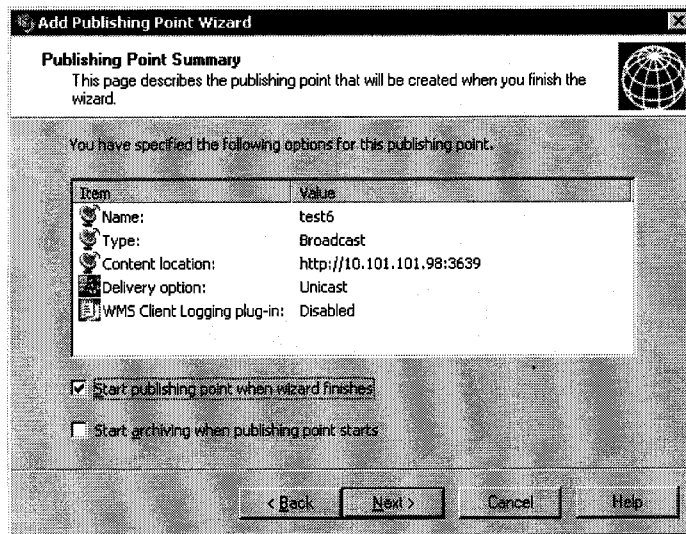 Add Publishing Point Wizard
Publishing Point Summary
This page describes the publishing point that will be created when you finish the
wizard.
You have specified the following options for this publishing point.
Item Value
Name: test6
Type: Broadcast
Content location: http://10.101.101.98:3639
Delivery option: Unicast
WMS Client Logging plug-in: Disabled
Start publishing point when wizard finishes
Start archiving when publishing point starts
< Back Next > Cancel Help